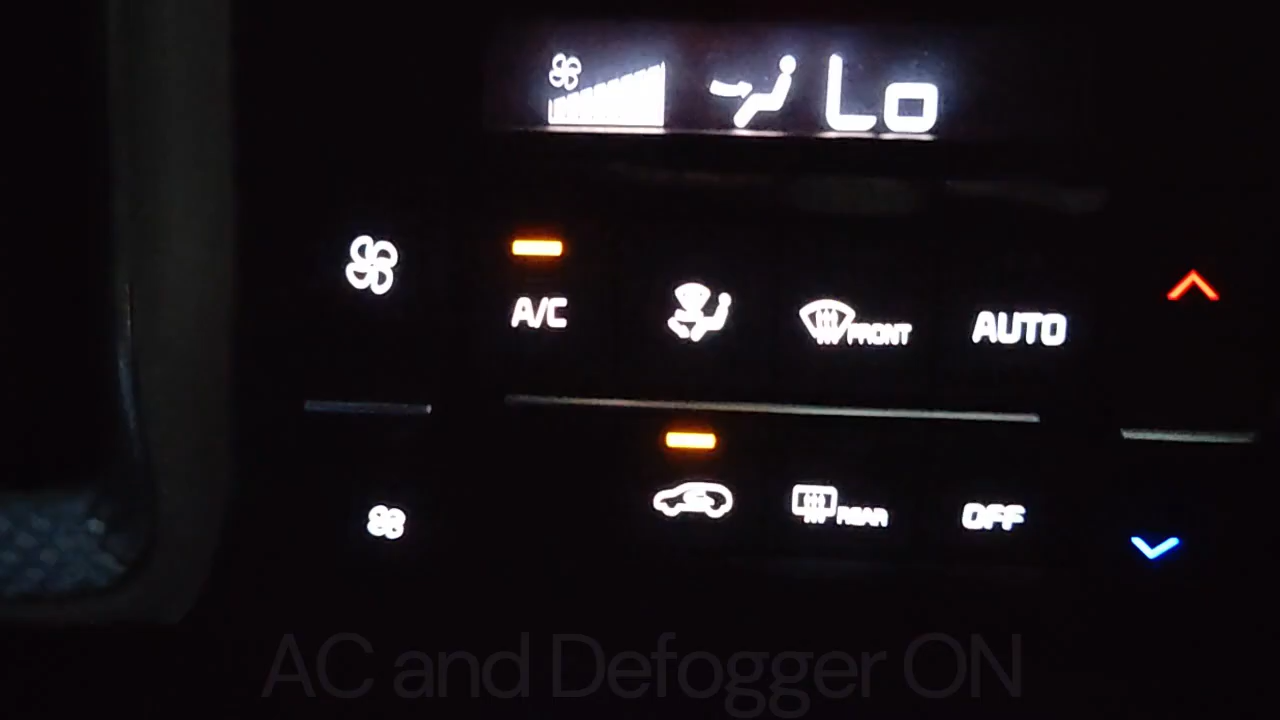 Lo
A/C
FRONT
AUTO
REAR
OFF
AC and Defogger ON